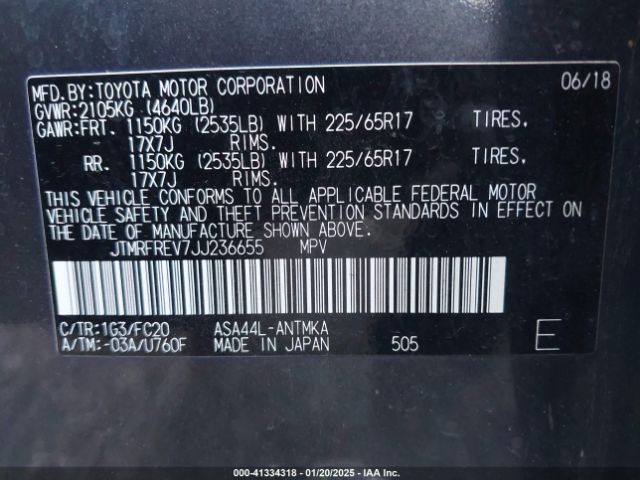 MFD.BY:TOYOTA MOTOR CORPORATION 06/18
GVWR:2105KG (4640LB)
GAWR:FRT. 1150KG (2535LB) WITH 225/65R17 TIRES,
17X7J RIMS.
RR. 1150KG (2535LB) WITH 225/65R17 TIRES,
17X7J RIMS.
THIS VEHICLE CONFORMS TO ALL APPLICABLE FEDERAL MOTOR
VEHICLE SAFETY AND THEFT PREVENTION STANDARDS IN EFFECT ON
THE DATE OF MANUFACTURE SHOWN ABOVE.
JTMRFREV7JJ236655 MPV
C/TR:1G3/FC20 ASA44L-ANTMKA
A/TM:-03A/U760F MADE IN JAPAN 505 E
000-41334318 - 01/20/2025 - IAA Inc.